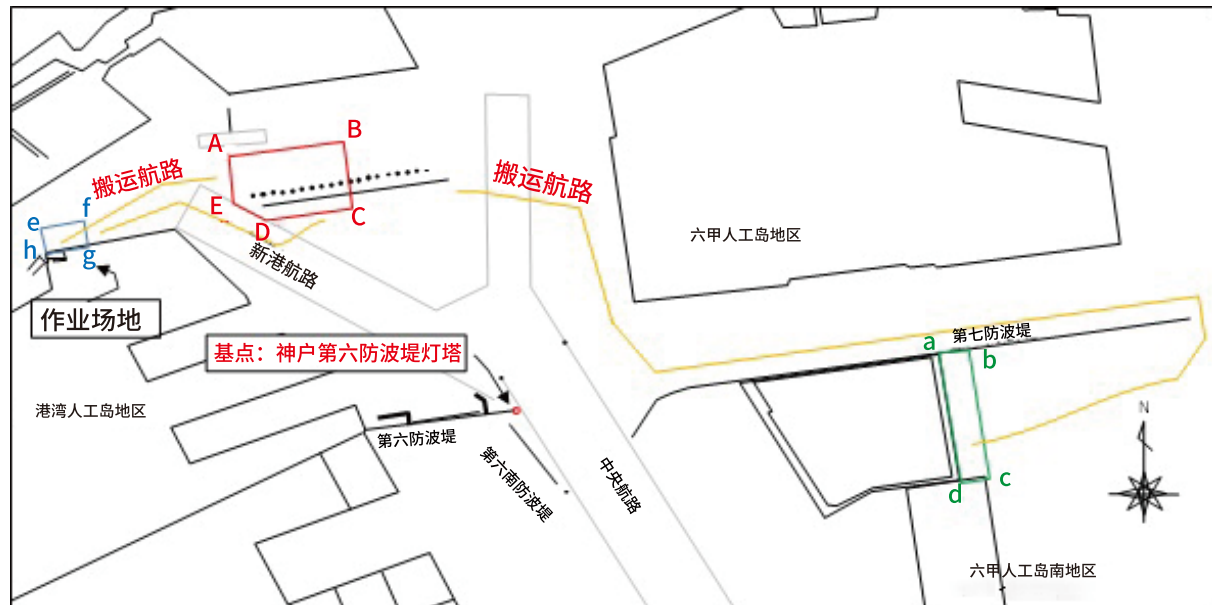 A
B
搬运航路
搬运航路
f
e
E
C
D
h
g
新港航路
六甲人工岛地区
作业场地
基点：神户第六防波堤灯塔
a
第七防波堤
b
港湾人工岛地区
N
第六防波堤
第六南防波堤
中央航路
c
d
六甲人工岛南地区